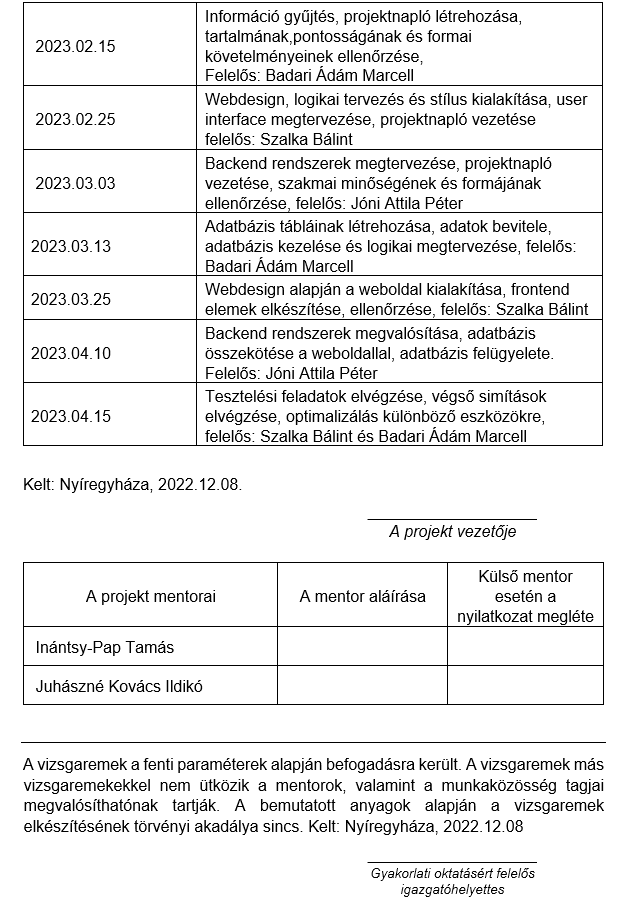 2023.02.15
Információ gyűjtés, projektnapló létrehozása,
tartalmának,pontosságának és formai
követelményeinek ellenőrzése,
Felelős: Badari Ádám Marcell
2023.02.25
Webdesign, logikai tervezés és stílus kialakítása, user
interface megtervezése, projektnapló vezetése
felelős: Szalka Bálint
2023.03.03
Backend rendszerek megtervezése, projektnapló
vezetése, szakmai minőségének és formájának
ellenőrzése, felelős: Jóni Attila Péter
2023.03.13
Adatbázis tábláinak létrehozása, adatok bevitele,
adatbázis kezelése és logikai megtervezése, felelős:
Badari Ádám Marcell
2023.03.25
Webdesign alapján a weboldal kialakítása, frontend
elemek elkészítése, ellenőrzése, felelős: Szalka Bálint
2023.04.10
Backend rendszerek megvalósítása, adatbázis
összekötése a weboldallal, adatbázis felügyelete.
Felelős: Jóni Attila Péter
2023.04.15
Tesztelési feladatok elvégzése, végső simítások
elvégzése, optimalizálás különböző eszközökre,
felelős: Szalka Bálint és Badari Ádám Marcell
Kelt: Nyíregyháza, 2022.12.08.
A projekt vezetője
A projekt mentorai
A mentor aláírása
Külső mentor
esetén a
nyilatkozat megléte
Inántsy-Pap Tamás
Juhászné Kovács Ildikó
A vizsgaremek a fenti paraméterek alapján befogadásra került. A vizsgaremek más
vizsgaremekekkel nem ütközik a mentorok, valamint a munkaközösség tagjai
megvalósíthatónak tartják. A bemutatott anyagok alapján a vizsgaremek
elkészítésének törvényi akadálya sincs. Kelt: Nyíregyháza, 2022.12.08
Gyakorlati oktatásért felelős
igazgatóhelyettes